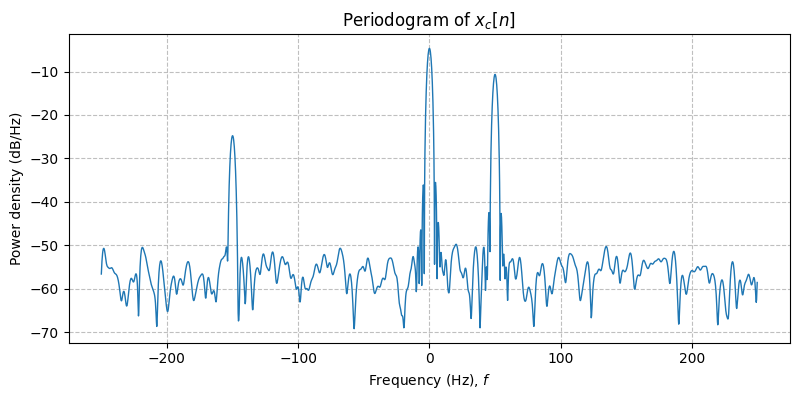 Periodogram of $x_c[n]$
Power density (dB/Hz)
−10
−20
−30
−40
−50
−60
−70
−200 −100 0 100 200
Frequency (Hz), $f$